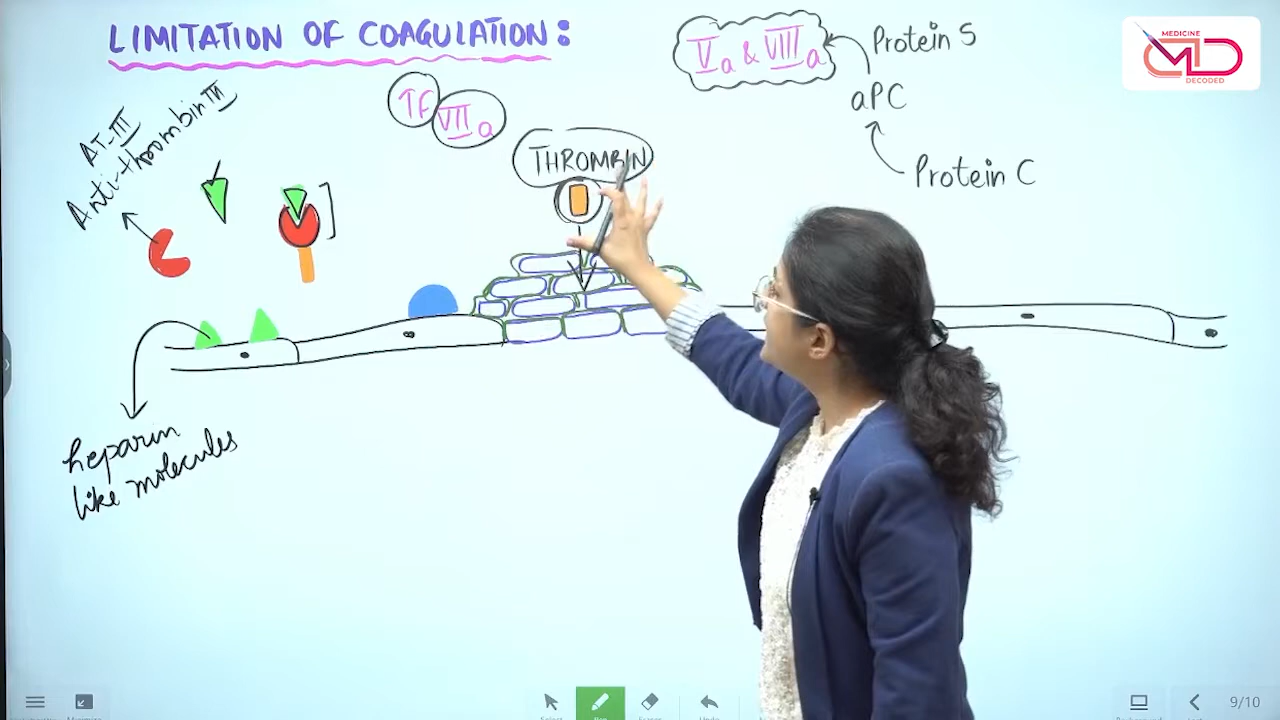 LIMITATION OF COAGULATION:
Va & VIIIa
Protein S
MEDICINE
MD
DECODED
TF
VIIa
aPC
AT-III
Anti-thrombin III
THROMBIN
Protein C
heparin
like molecules
9/10